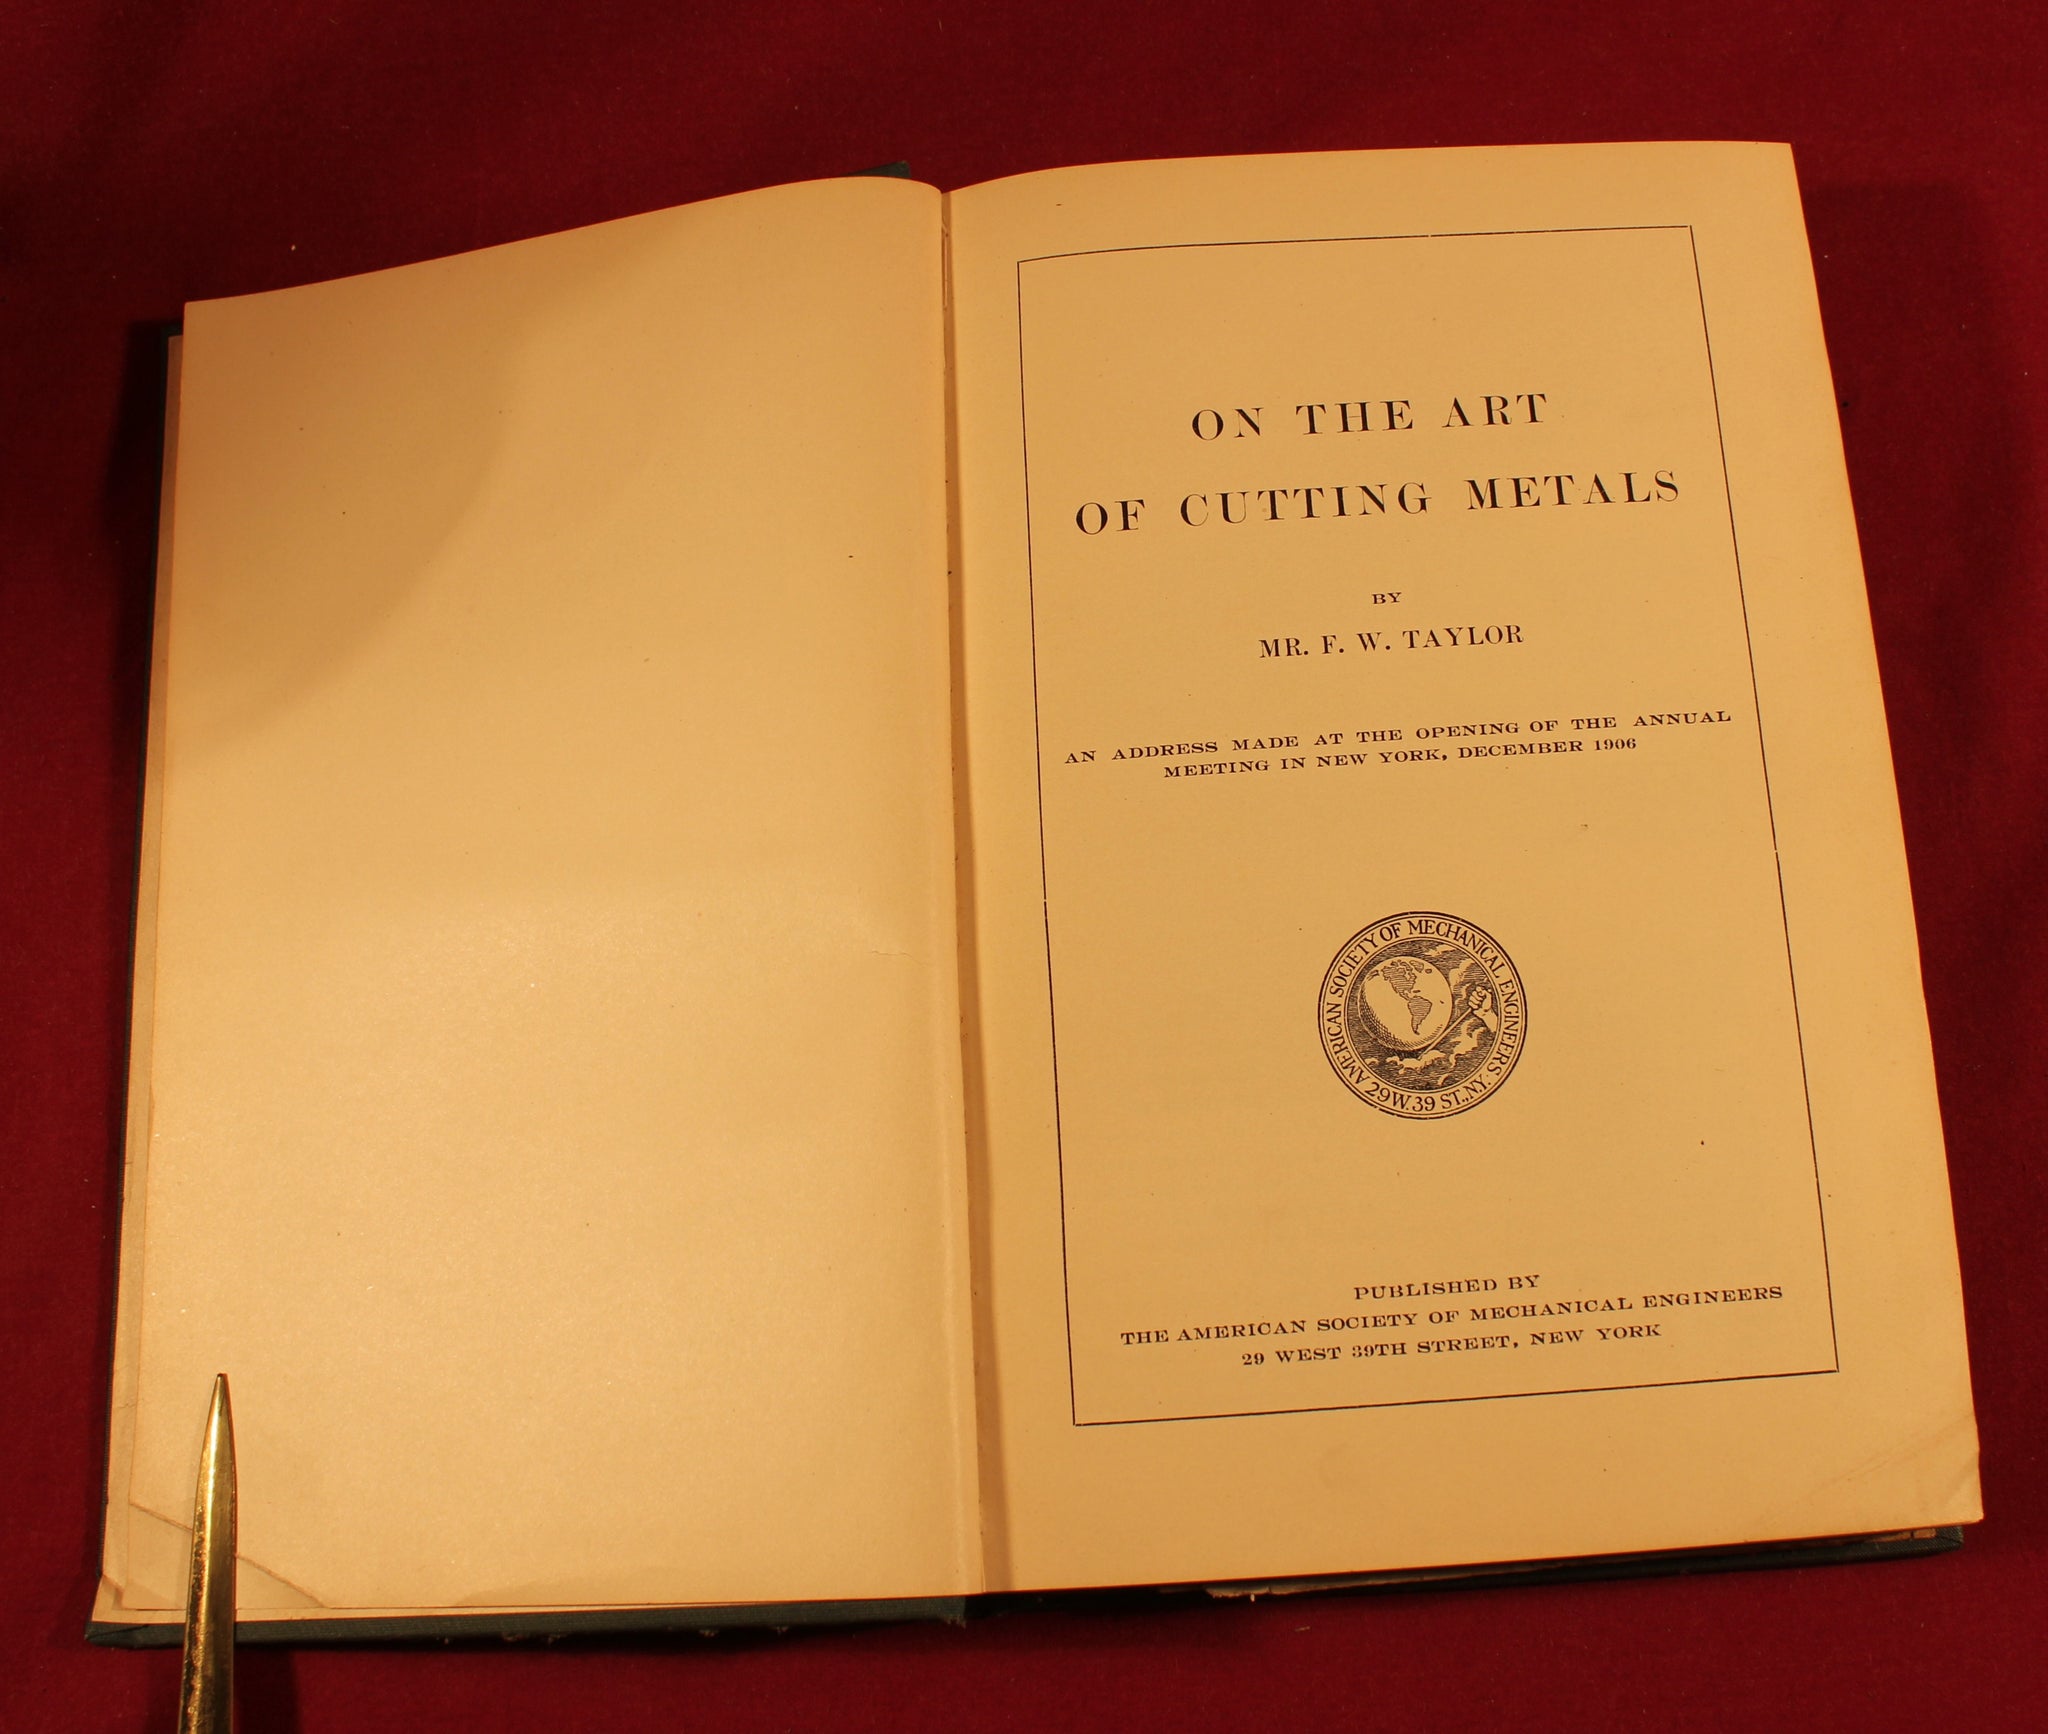 ON THE ART
OF CUTTING METALS
BY
MR. F. W. TAYLOR
AN ADDRESS MADE AT THE OPENING OF THE ANNUAL
MEETING IN NEW YORK, DECEMBER 1906
AMERICAN SOCIETY OF MECHANICAL ENGINEERS
29 W. 39 ST., N.Y.
PUBLISHED BY
THE AMERICAN SOCIETY OF MECHANICAL ENGINEERS
29 WEST 39TH STREET, NEW YORK